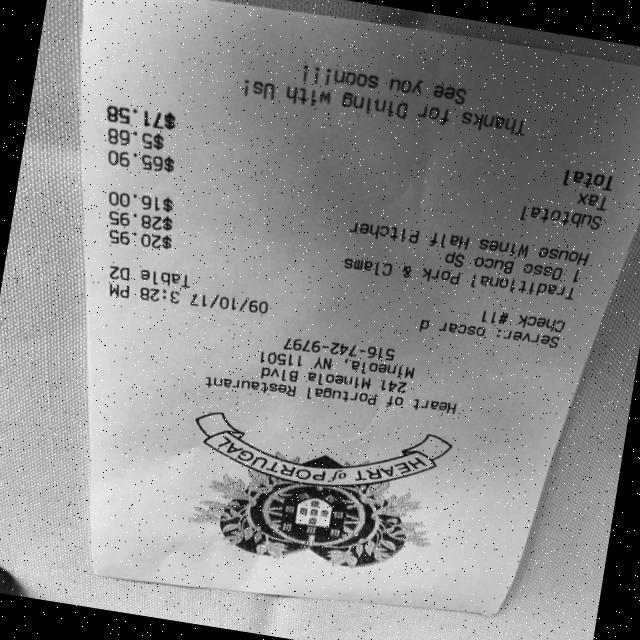 HEART of PORTUGAL
Heart of Portugal Restaurant
241 Mineola Blvd
Mineola, NY 11501
516-742-9797
Server: oscar d 09/10/17 3:28 PM
Check #11 Table D2
Traditional Pork & Clams $20.95
1 Osso Buco Sp $28.95
House Wines Half Pitcher $16.00
Subtotal $65.90
Tax $5.68
Total $71.58
Thanks for Dining with Us!
See you soon!!!